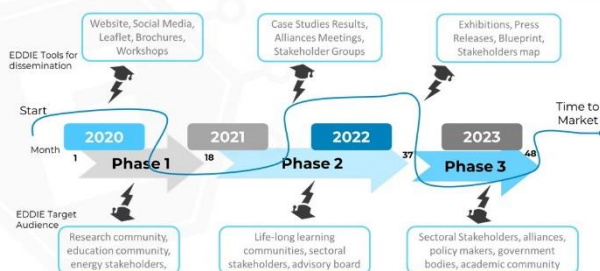 Website, Social Media,
Leaflet, Brochures,
Workshops
Case Studies Results,
Alliances Meetings,
Stakeholder Groups
Exhibitions, Press
Releases, Blueprint,
Stakeholders map
EDDIE Tools for
dissemination
Start
Time to
Market
2020
2021
2022
2023
Month
1
18
37
48
Phase 1
Phase 2
Phase 3
EDDIE Target
Audience
Research community,
education community,
energy stakeholders,
Life-long learning
communities, sectoral
stakeholders, advisory board
Sectoral Stakeholders, alliances,
policy makers, government
bodies, academic community